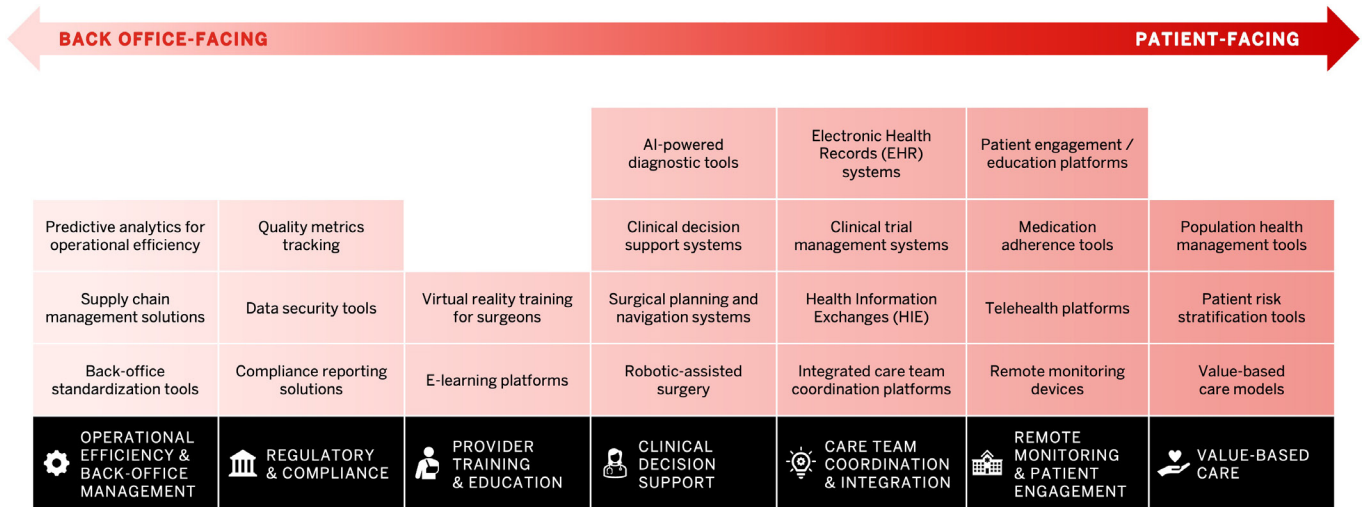 BACK OFFICE-FACING
PATIENT-FACING
AI-powered
diagnostic tools
Electronic Health
Records (EHR)
systems
Patient engagement /
education platforms
Predictive analytics for
operational efficiency
Quality metrics
tracking
Clinical decision
support systems
Clinical trial
management systems
Medication
adherence tools
Population health
management tools
Supply chain
management solutions
Data security tools
Virtual reality training
for surgeons
Surgical planning and
navigation systems
Health Information
Exchanges (HIE)
Telehealth platforms
Patient risk
stratification tools
Back-office
standardization tools
Compliance reporting
solutions
E-learning platforms
Robotic-assisted
surgery
Integrated care team
coordination platforms
Remote monitoring
devices
Value-based
care models
OPERATIONAL
EFFICIENCY &
BACK-OFFICE
MANAGEMENT
REGULATORY
& COMPLIANCE
PROVIDER
TRAINING
& EDUCATION
CLINICAL
DECISION
SUPPORT
CARE TEAM
COORDINATION
& INTEGRATION
REMOTE
MONITORING
& PATIENT
ENGAGEMENT
VALUE-BASED
CARE